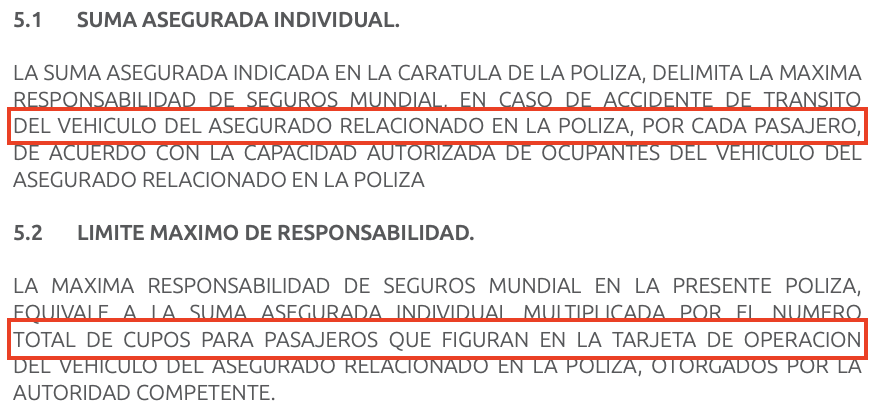 5.1 SUMA ASEGURADA INDIVIDUAL.
LA SUMA ASEGURADA INDICADA EN LA CARATULA DE LA POLIZA, DELIMITA LA MAXIMA
RESPONSABILIDAD DE SEGUROS MUNDIAL. EN CASO DE ACCIDENTE DE TRANSITO
DEL VEHICULO DEL ASEGURADO RELACIONADO EN LA POLIZA, POR CADA PASAJERO,
DE ACUERDO CON LA CAPACIDAD AUTORIZADA DE OCUPANTES DEL VEHICULO DEL
ASEGURADO RELACIONADO EN LA POLIZA
5.2 LIMITE MAXIMO DE RESPONSABILIDAD.
LA MAXIMA RESPONSABILIDAD DE SEGUROS MUNDIAL EN LA PRESENTE POLIZA,
EQUIVALE A LA SUMA ASEGURADA INDIVIDUAL MULTIPLICADA POR EL NUMERO
TOTAL DE CUPOS PARA PASAJEROS QUE FIGURAN EN LA TARJETA DE OPERACION
DEL VEHICULO DEL ASEGURADO RELACIONADO EN LA POLIZA, OTORGADOS POR LA
AUTORIDAD COMPETENTE.